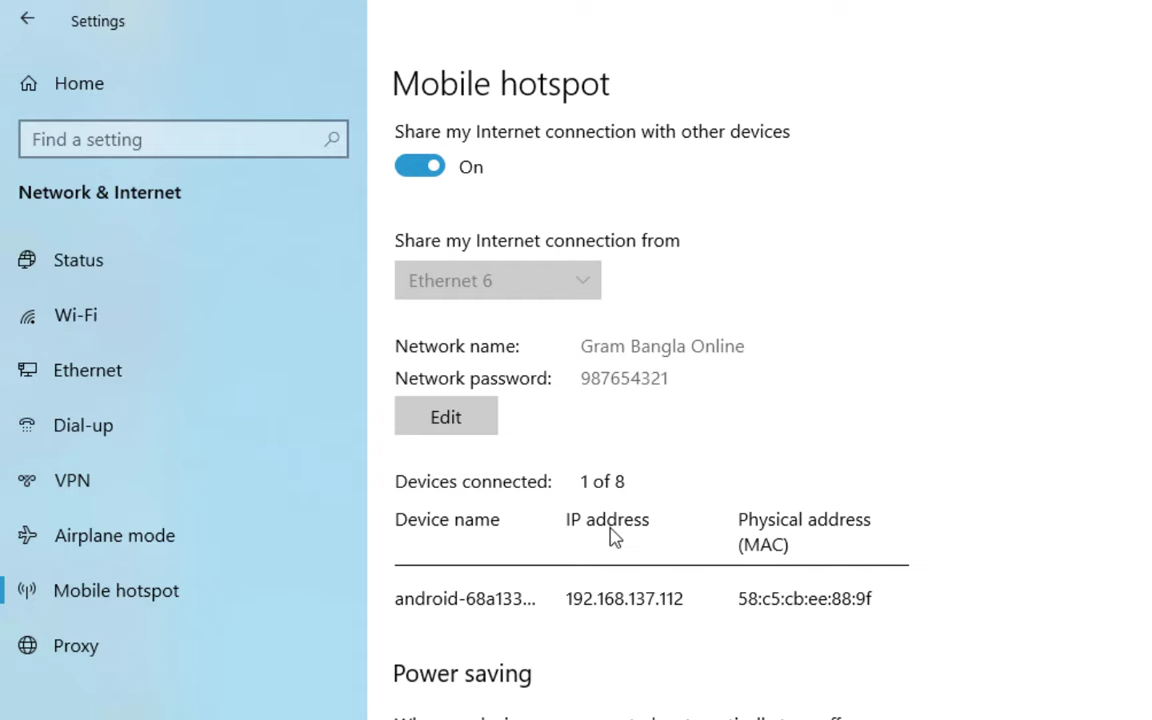 Settings
Home
Find a setting
Network & Internet
Status
Wi-Fi
Ethernet
Dial-up
VPN
Airplane mode
Mobile hotspot
Proxy
Mobile hotspot
Share my Internet connection with other devices
On
Share my Internet connection from
Ethernet 6
Network name: Gram Bangla Online
Network password: 987654321
Edit
Devices connected: 1 of 8
Device name IP address Physical address
(MAC)
android-68a133... 192.168.137.112 58:c5:cb:ee:88:9f
Power saving